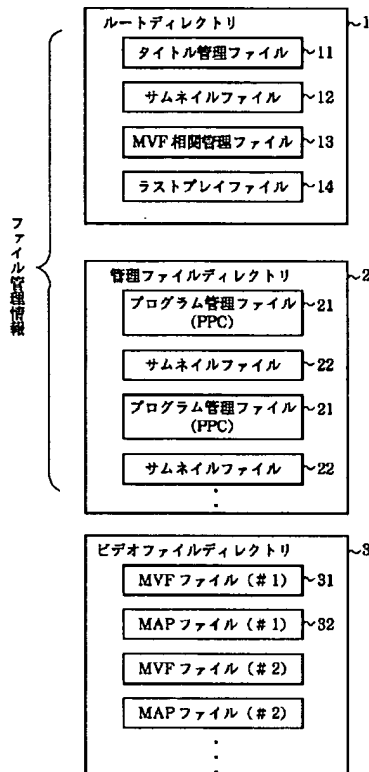 ルートディレクトリ ~1
タイトル管理ファイル ~11
サムネイルファイル ~12
MVF相関管理ファイル ~13
ラストプレイファイル ~14
ファイル管理情報
管理ファイルディレクトリ ~2
プログラム管理ファイル ~21
(PPC)
サムネイルファイル ~22
プログラム管理ファイル ~21
(PPC)
サムネイルファイル ~22
ビデオファイルディレクトリ ~3
MVFファイル (#1) ~31
MAPファイル (#1) ~32
MVFファイル (#2)
MAPファイル (#2)